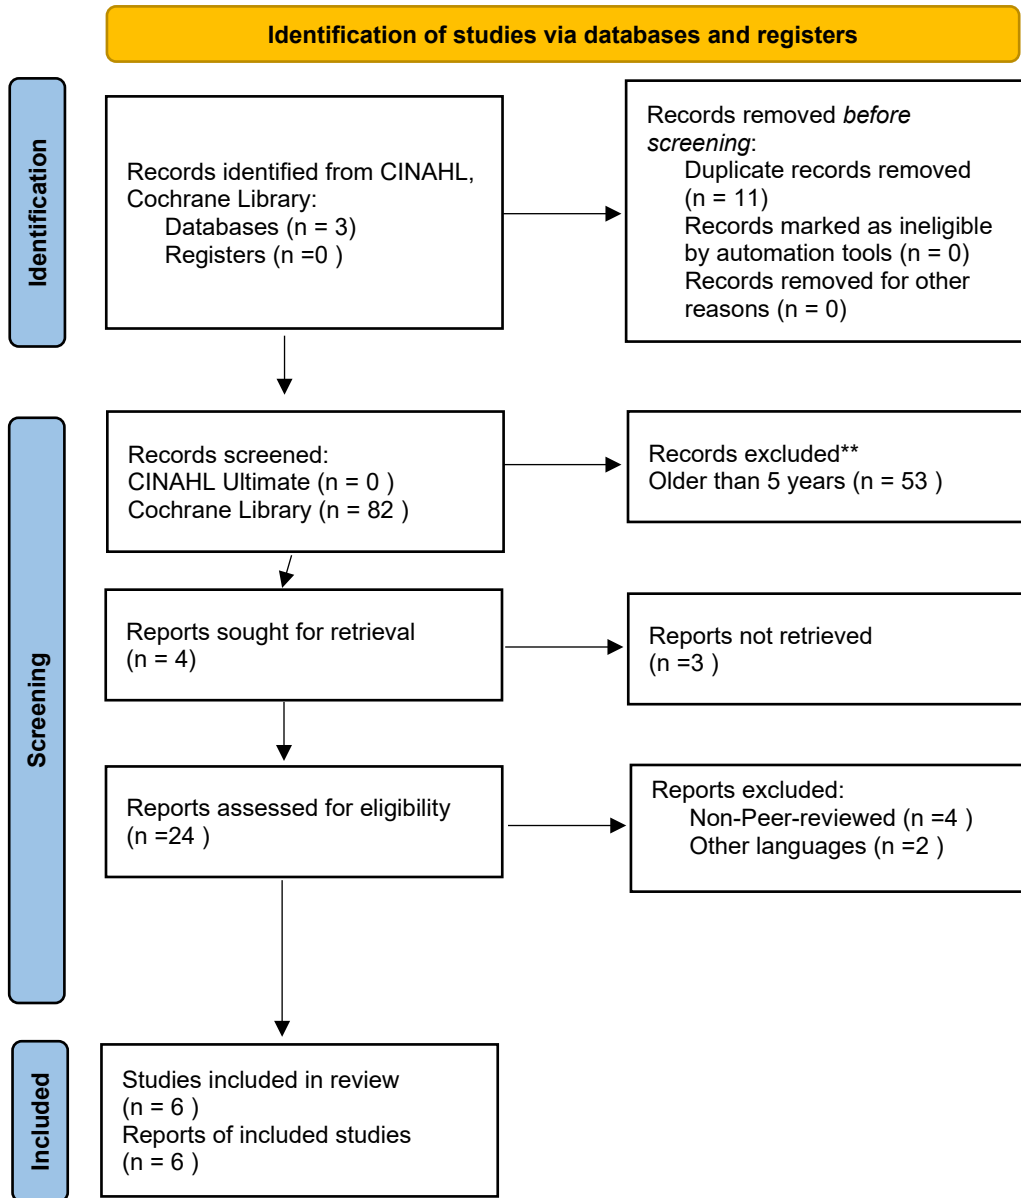 Identification of studies via databases and registers
Identification
Records identified from CINAHL,
Cochrane Library:
Databases (n = 3)
Registers (n =0 )
Records removed before
screening:
Duplicate records removed
(n = 11)
Records marked as ineligible
by automation tools (n = 0)
Records removed for other
reasons (n = 0)
Screening
Records screened:
CINAHL Ultimate (n = 0 )
Cochrane Library (n = 82 )
Records excluded**
Older than 5 years (n = 53 )
Reports sought for retrieval
(n = 4)
Reports not retrieved
(n =3 )
Reports assessed for eligibility
(n =24 )
Reports excluded:
Non-Peer-reviewed (n =4 )
Other languages (n =2 )
Included
Studies included in review
(n = 6 )
Reports of included studies
(n = 6 )